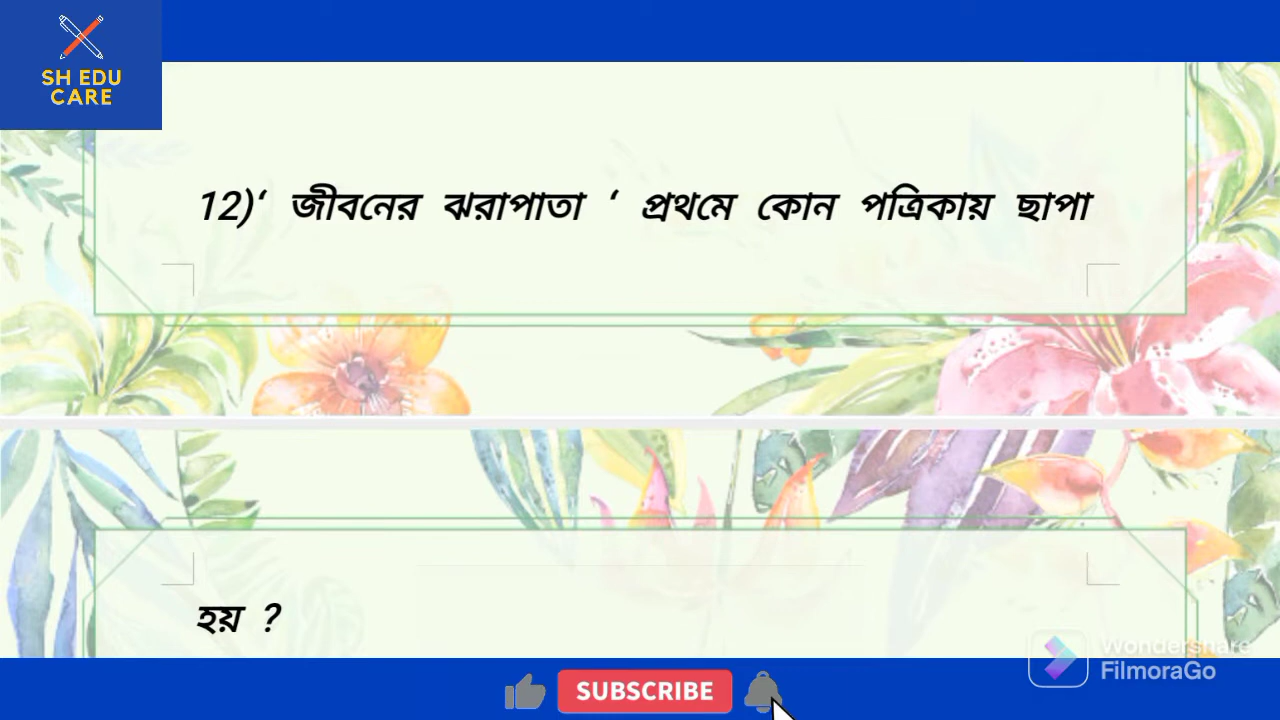 SH EDU
CARE
12)‘ জীবনের ঝরাপাতা ‘ প্রথমে কোন পত্রিকায় ছাপা
হয় ?
Wondershare
FilmoraGo
SUBSCRIBE